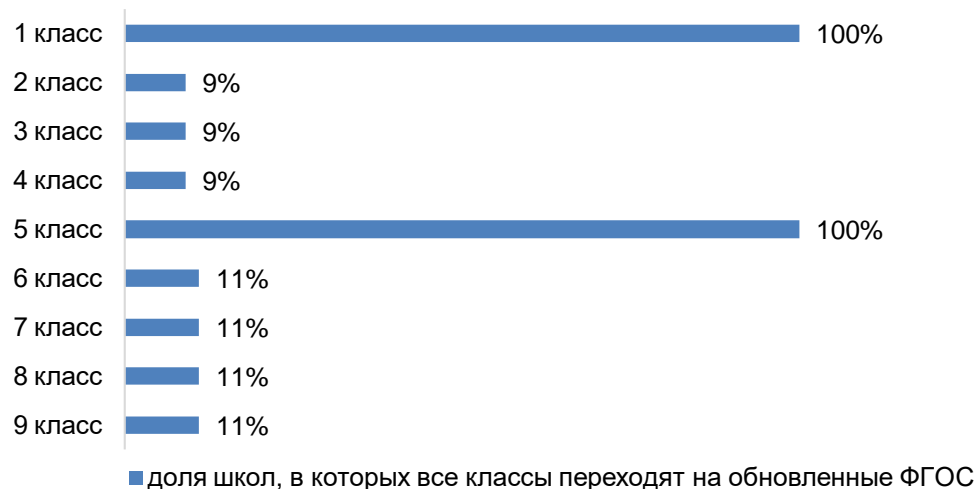 1 класс 100%
2 класс 9%
3 класс 9%
4 класс 9%
5 класс 100%
6 класс 11%
7 класс 11%
8 класс 11%
9 класс 11%
доля школ, в которых все классы переходят на обновленные ФГОС